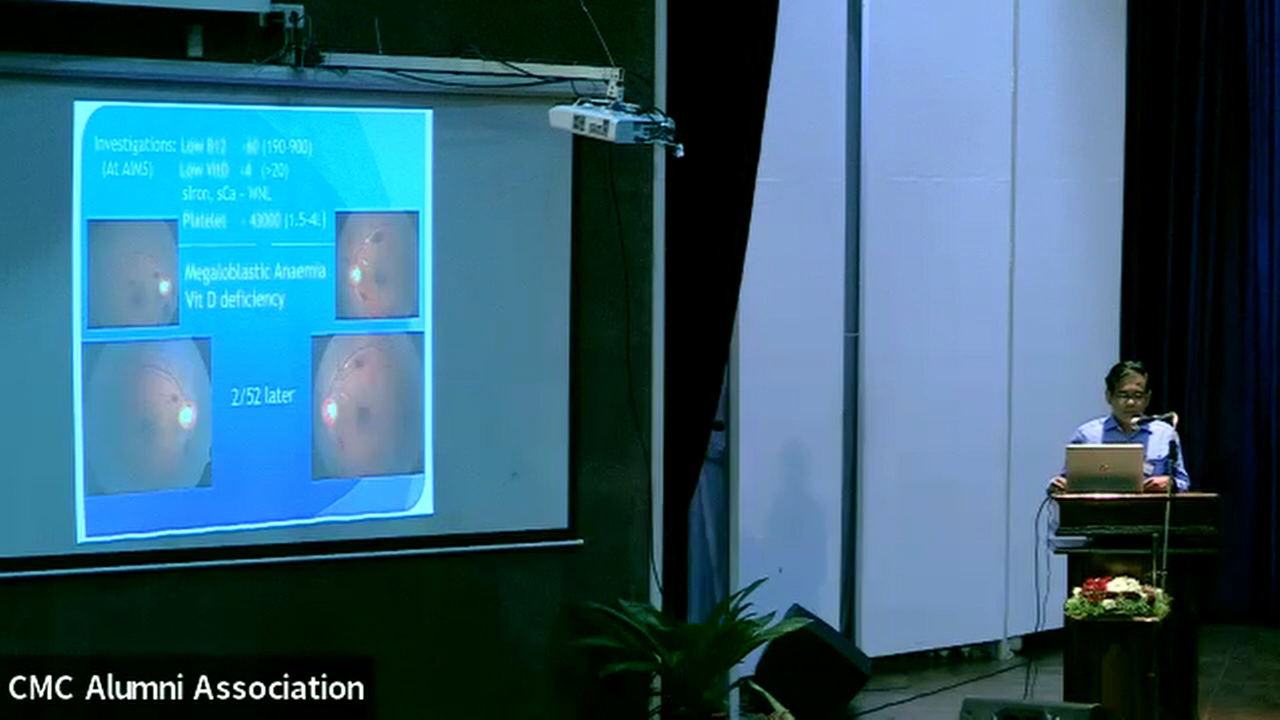 Investigations: Low B12 -60 (190-900)
(At AIMS) Low VitD -4 (>20)
sIron, sCa - WNL
Platelet - 43000 (1.5-4L)
Megaloblastic Anaemia
Vit D deficiency
2/52 later
CMC Alumni Association